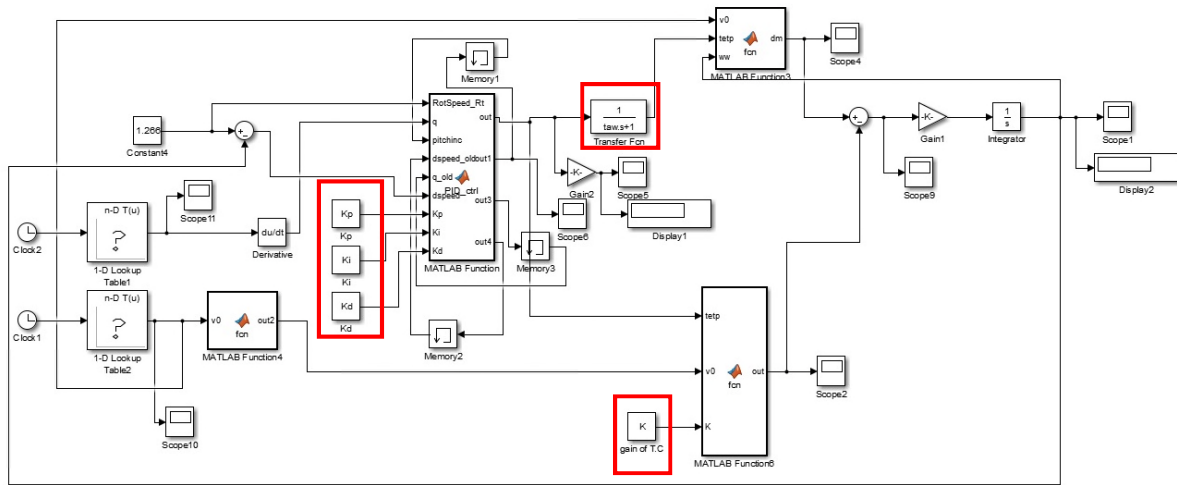 v0
tetp
ww
fcn
dm
MATLAB Function3
Scope4
Memory1
RotSpeed_Rt
q
pitchinc
dspeed_old
q_old
dspeed
Kp
Ki
Kd
out
out1
out3
out4
PID_ctrl
MATLAB Function
1
taw.s+1
Transfer Fcn
1.266
Constant4
+
-
-K-
Gain2
Scope5
Scope6
Display1
+
-
-K-
Gain1
1
s
Integrator
Scope1
Scope9
Display2
n-D T(u)
Scope11
Clock2
1-D Lookup
Table1
du/dt
Derivative
Kp
Kp
Ki
Ki
Kd
Kd
Memory3
Memory2
n-D T(u)
Clock1
1-D Lookup
Table2
v0
fcn
out2
MATLAB Function4
Scope10
tetp
v0
fcn
out
K
MATLAB Function6
K
gain of T.C
Scope2